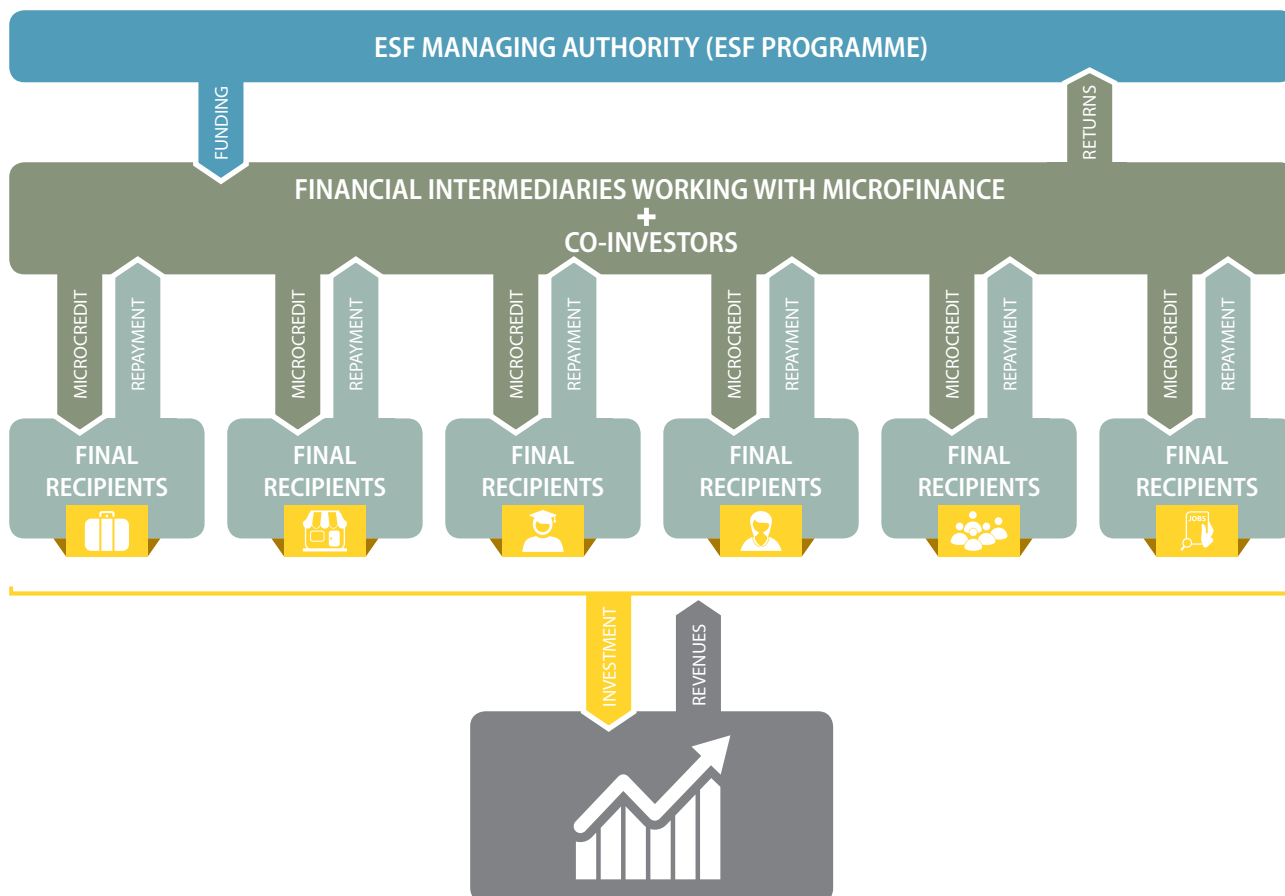 ESF MANAGING AUTHORITY (ESF PROGRAMME)
FUNDING
RETURNS
FINANCIAL INTERMEDIARIES WORKING WITH MICROFINANCE
+
CO-INVESTORS
MICROCREDIT
REPAYMENT
MICROCREDIT
REPAYMENT
MICROCREDIT
REPAYMENT
MICROCREDIT
REPAYMENT
MICROCREDIT
REPAYMENT
MICROCREDIT
REPAYMENT
FINAL
RECIPIENTS
FINAL
RECIPIENTS
FINAL
RECIPIENTS
FINAL
RECIPIENTS
FINAL
RECIPIENTS
FINAL
RECIPIENTS
JOBS
INVESTMENT
REVENUES